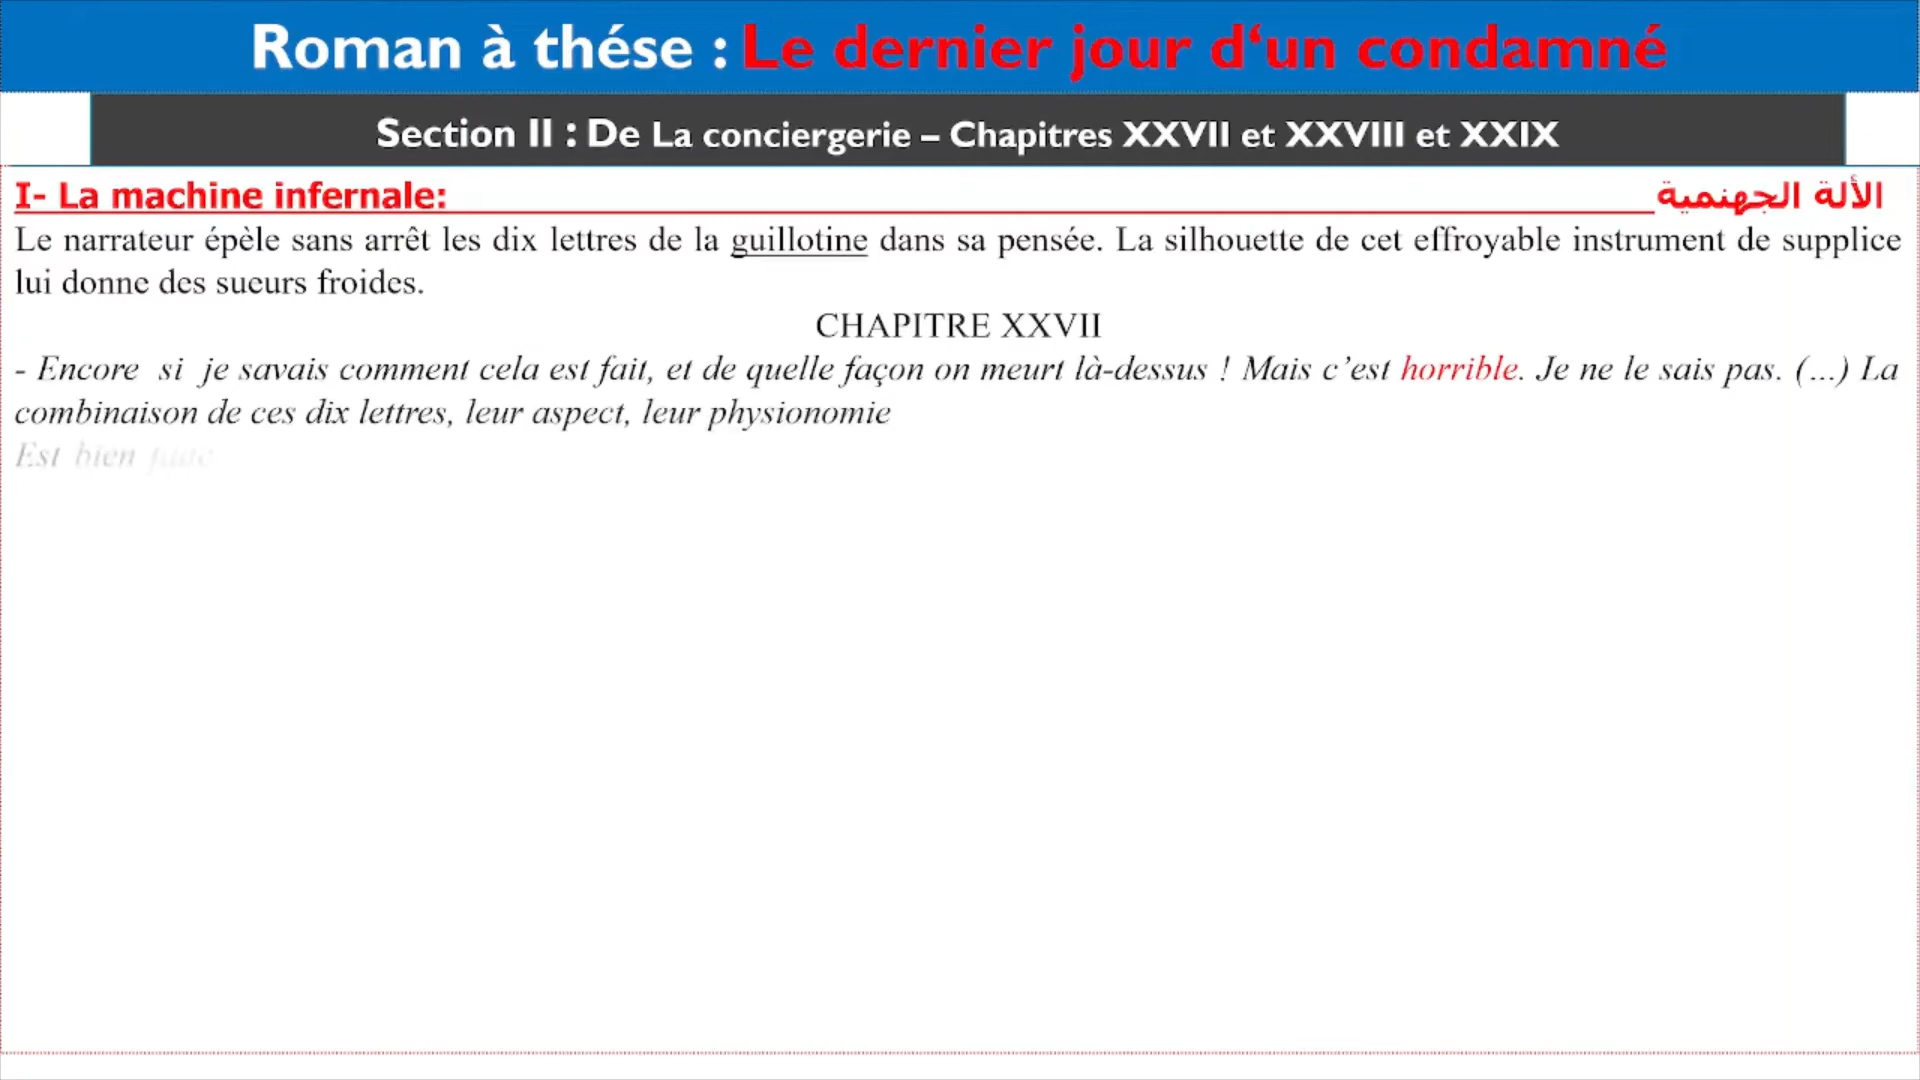 Roman à thése : Le dernier jour d‘un condamné
Section II : De La conciergerie – Chapitres XXVII et XXVIII et XXIX
I- La machine infernale: الألة الجهنمية
Le narrateur épèle sans arrêt les dix lettres de la guillotine dans sa pensée. La silhouette de cet effroyable instrument de supplice
lui donne des sueurs froides.
CHAPITRE XXVII
- Encore si je savais comment cela est fait, et de quelle façon on meurt là-dessus ! Mais c’est horrible. Je ne le sais pas. (...) La
combinaison de ces dix lettres, leur aspect, leur physionomie
Est bien